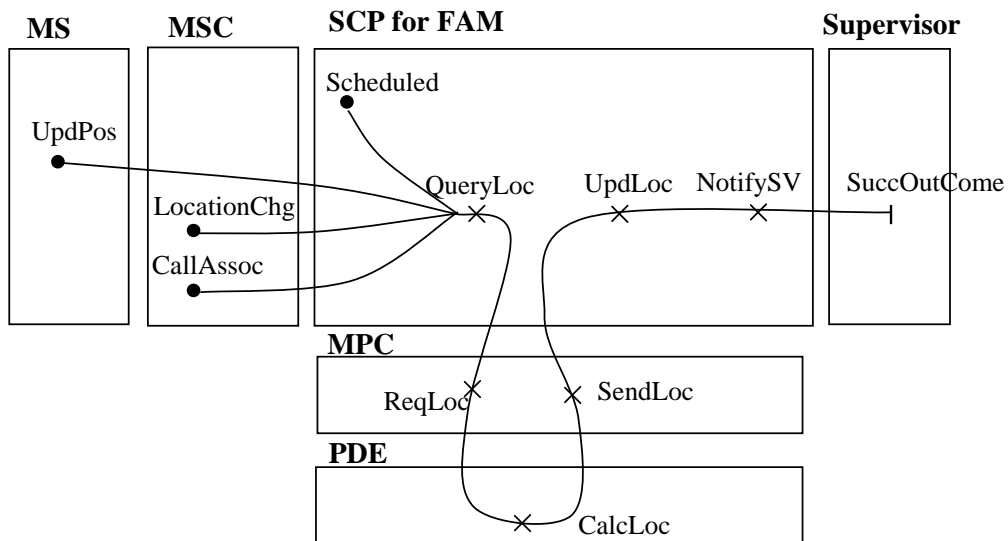 MS
MSC
SCP for FAM
Supervisor
Scheduled
UpdPos
QueryLoc
UpdLoc
NotifySV
SuccOutCome
LocationChg
CallAssoc
MPC
ReqLoc
SendLoc
PDE
CalcLoc